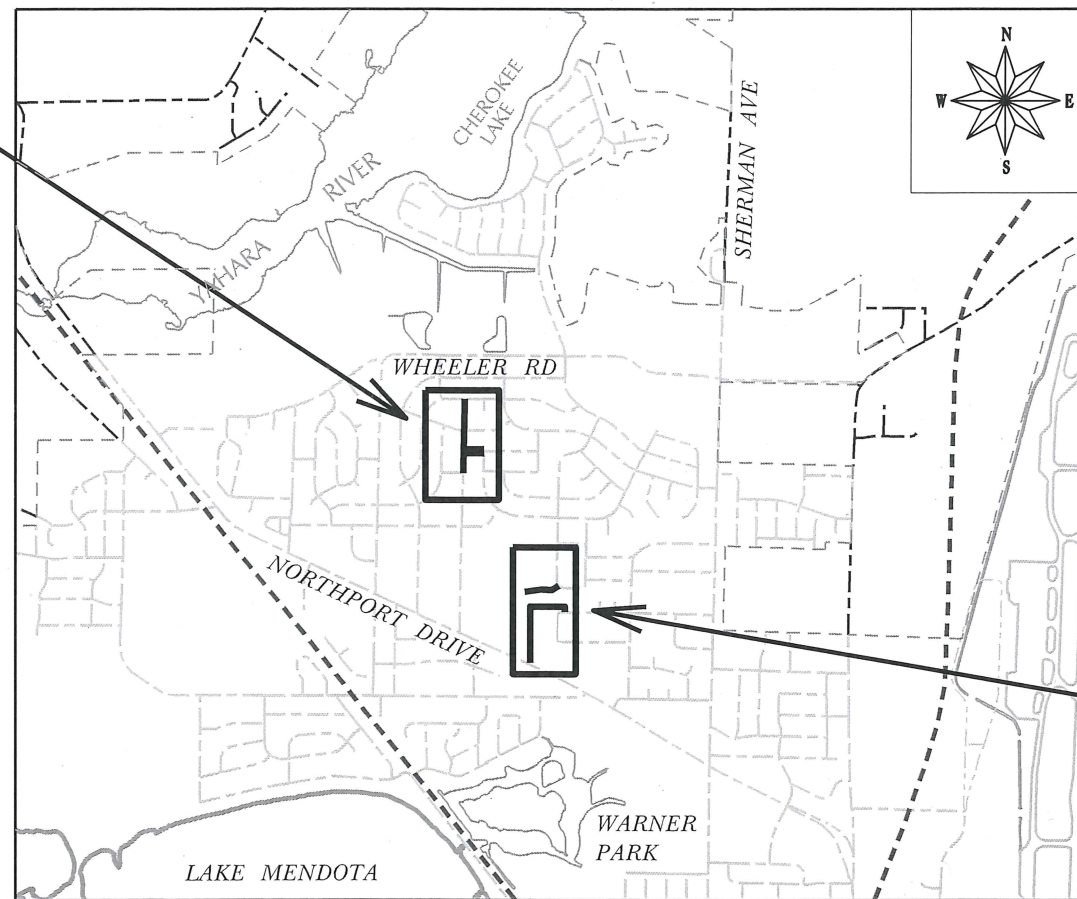 N
W E
S
CHEROKEE
LAKE
SHERMAN AVE
YAHARA RIVER
WHEELER RD
NORTHPORT DRIVE
WARNER
PARK
LAKE MENDOTA